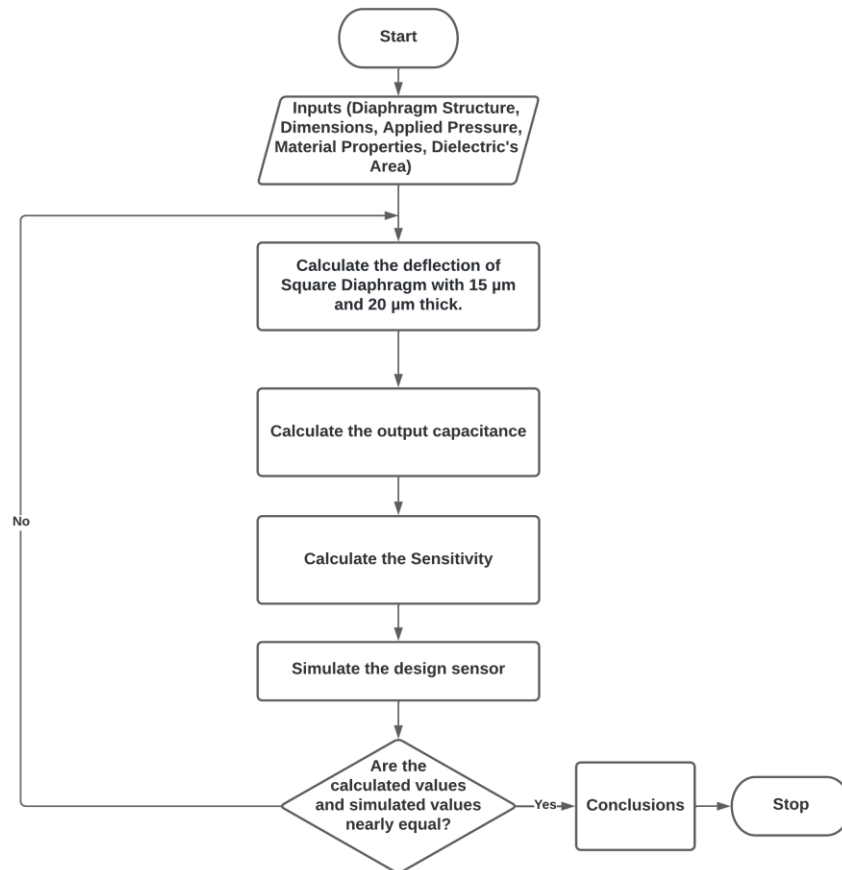 Start
Inputs (Diaphragm Structure,
Dimensions, Applied Pressure,
Material Properties, Dielectric's
Area)
Calculate the deflection of
Square Diaphragm with 15 µm
and 20 µm thick.
Calculate the output capacitance
No
Calculate the Sensitivity
Simulate the design sensor
Are the
calculated values
and simulated values
nearly equal?
Yes
Conclusions
Stop